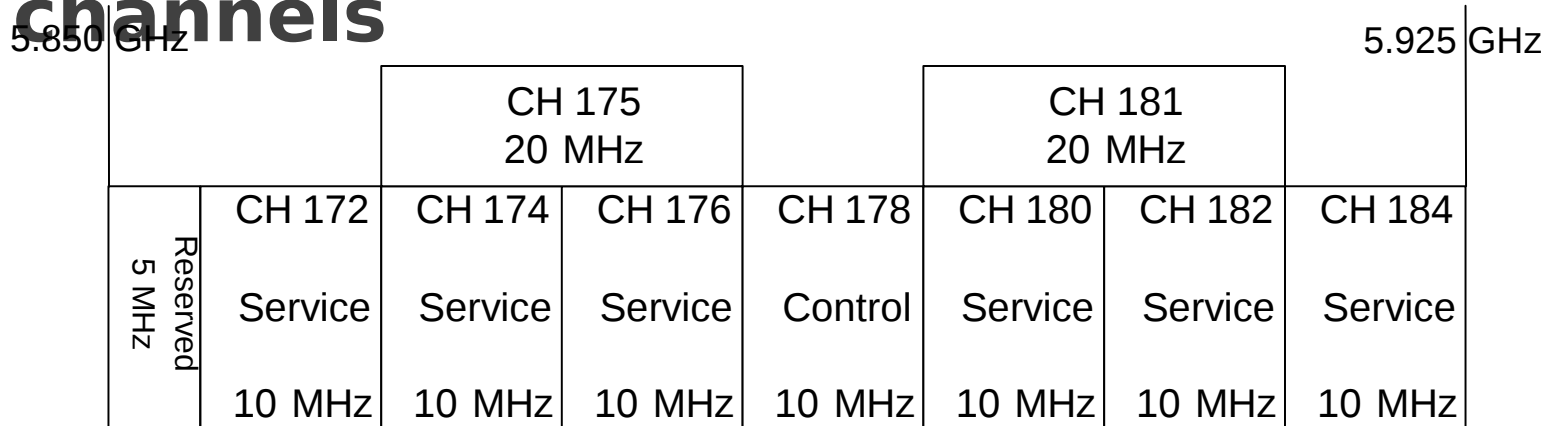 channels
5.850 GHz
5.925 GHz
CH 175
20 MHz
CH 181
20 MHz
Reserved
5 MHz
CH 172
Service
10 MHz
CH 174
Service
10 MHz
CH 176
Service
10 MHz
CH 178
Control
10 MHz
CH 180
Service
10 MHz
CH 182
Service
10 MHz
CH 184
Service
10 MHz